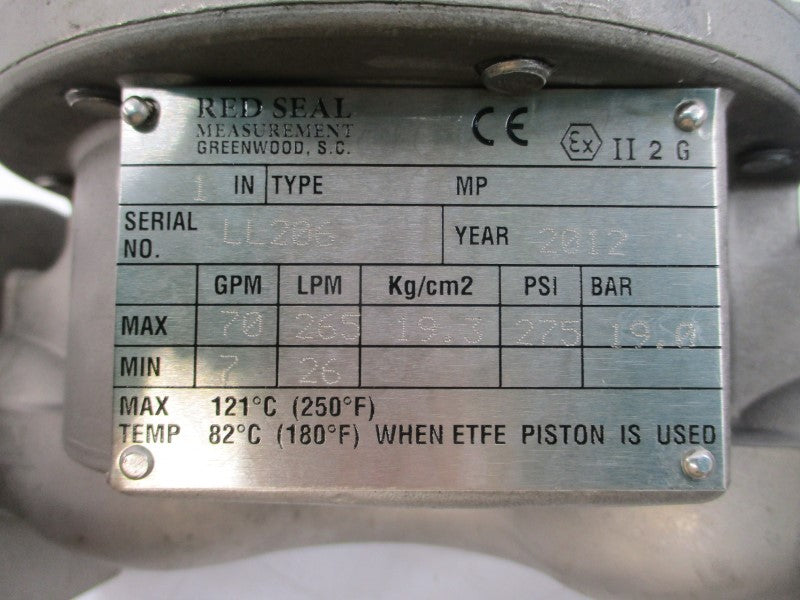 RED SEAL
MEASUREMENT
GREENWOOD, S.C.
CE Ex II 2 G
1 IN TYPE MP
SERIAL NO. LL206 YEAR 2012
GPM LPM Kg/cm2 PSI BAR
MAX 70 265 19.3 275 19.0
MIN 7 26
MAX 121°C (250°F)
TEMP 82°C (180°F) WHEN ETFE PISTON IS USED